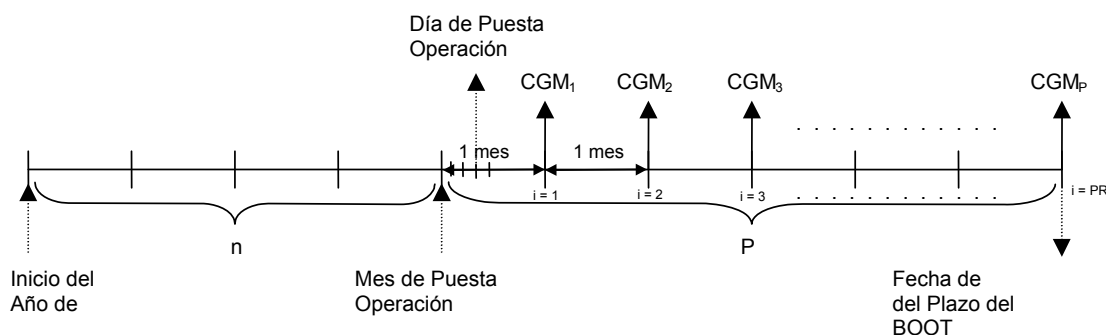 Día de Puesta
Operación
CGM1
CGM2
CGM3
CGMP
. . . . . . . . . . .
1 mes
1 mes
i = 1
i = 2
i = 3
. . . . . . . . . . .
i = PR
n
P
Inicio del
Año de
Mes de Puesta
Operación
Fecha de
del Plazo del
BOOT